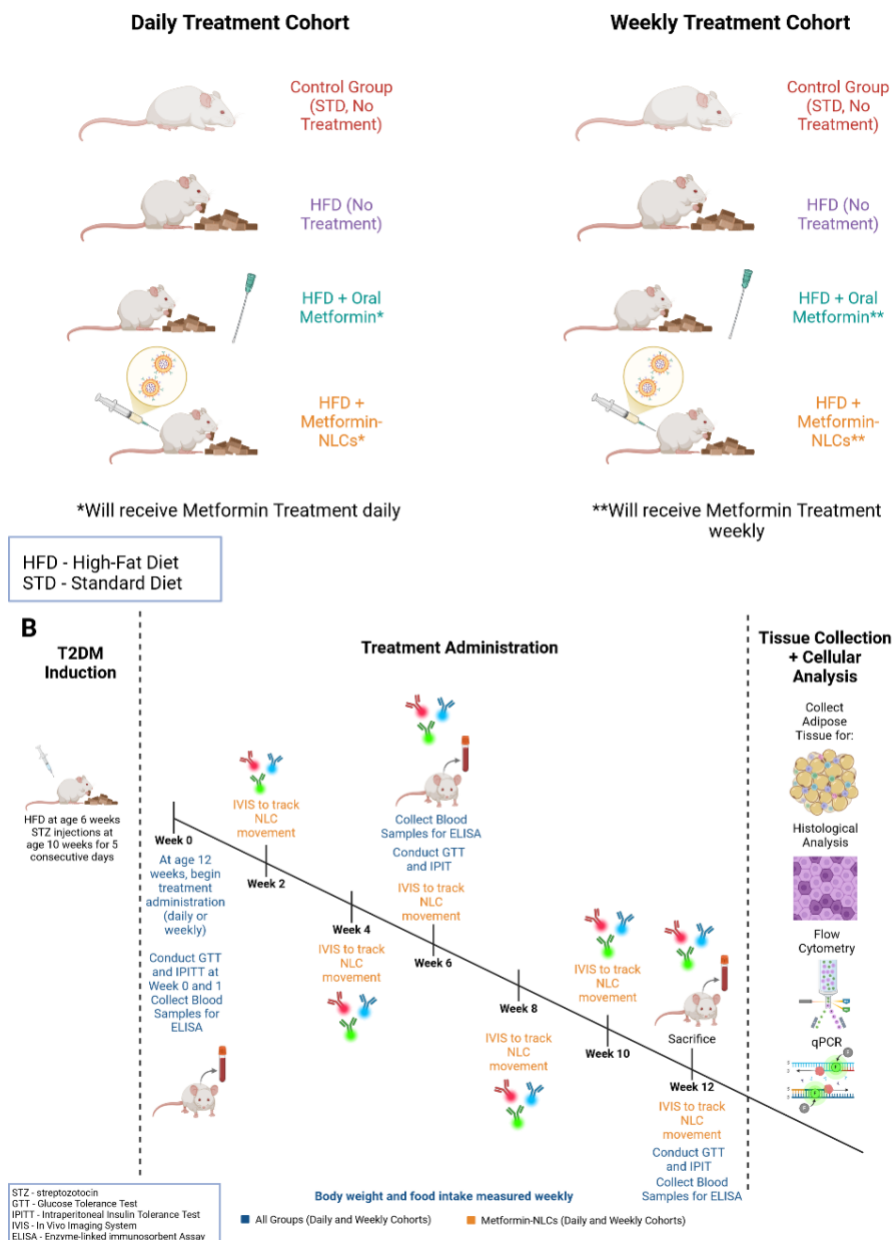 Daily Treatment Cohort
Weekly Treatment Cohort
Control Group
(STD, No
Treatment)
Control Group
(STD, No
Treatment)
HFD (No
Treatment)
HFD (No
Treatment)
HFD + Oral
Metformin*
HFD + Oral
Metformin**
HFD +
Metformin-
NLCs*
HFD +
Metformin-
NLCs**
*Will receive Metformin Treatment daily
**Will receive Metformin Treatment
weekly
HFD - High-Fat Diet
STD - Standard Diet
B
T2DM
Induction
Treatment Administration
Tissue Collection
+ Cellular
Analysis
HFD at age 6 weeks
STZ injections at
age 10 weeks for 5
consecutive days
Week 0
At age 12
weeks, begin
treatment
administration
(daily or
weekly)
Conduct GTT
and IPITT at
Week 0 and 1
Collect Blood
Samples for
ELISA
IVIS to track
NLC
movement
Week 2
Week 4
IVIS to track
NLC
movement
Collect Blood
Samples for ELISA
Conduct GTT
and IPIT
IVIS to track
NLC
movement
Week 6
Week 8
IVIS to track
NLC
movement
IVIS to track
NLC
movement
Week 10
Sacrifice
Week 12
IVIS to track
NLC
movement
Conduct GTT
and IPIT
Collect Blood
Samples for ELISA
Collect
Adipose
Tissue for:
Histological
Analysis
Flow
Cytometry
qPCR
Body weight and food intake measured weekly
All Groups (Daily and Weekly Cohorts)
Metformin-NLCs (Daily and Weekly Cohorts)
STZ - streptozotocin
GTT - Glucose Tolerance Test
IPITT - Intraperitoneal Insulin Tolerance Test
IVIS - In Vivo Imaging System
ELISA - Enzyme-linked immunosorbent Assay